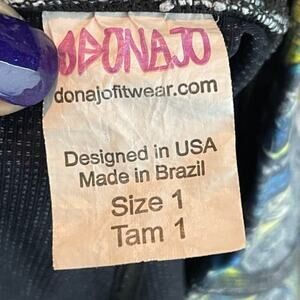 DONAJO
donajofitwear.com
Designed in USA
Made in Brazil
Size 1
Tam 1